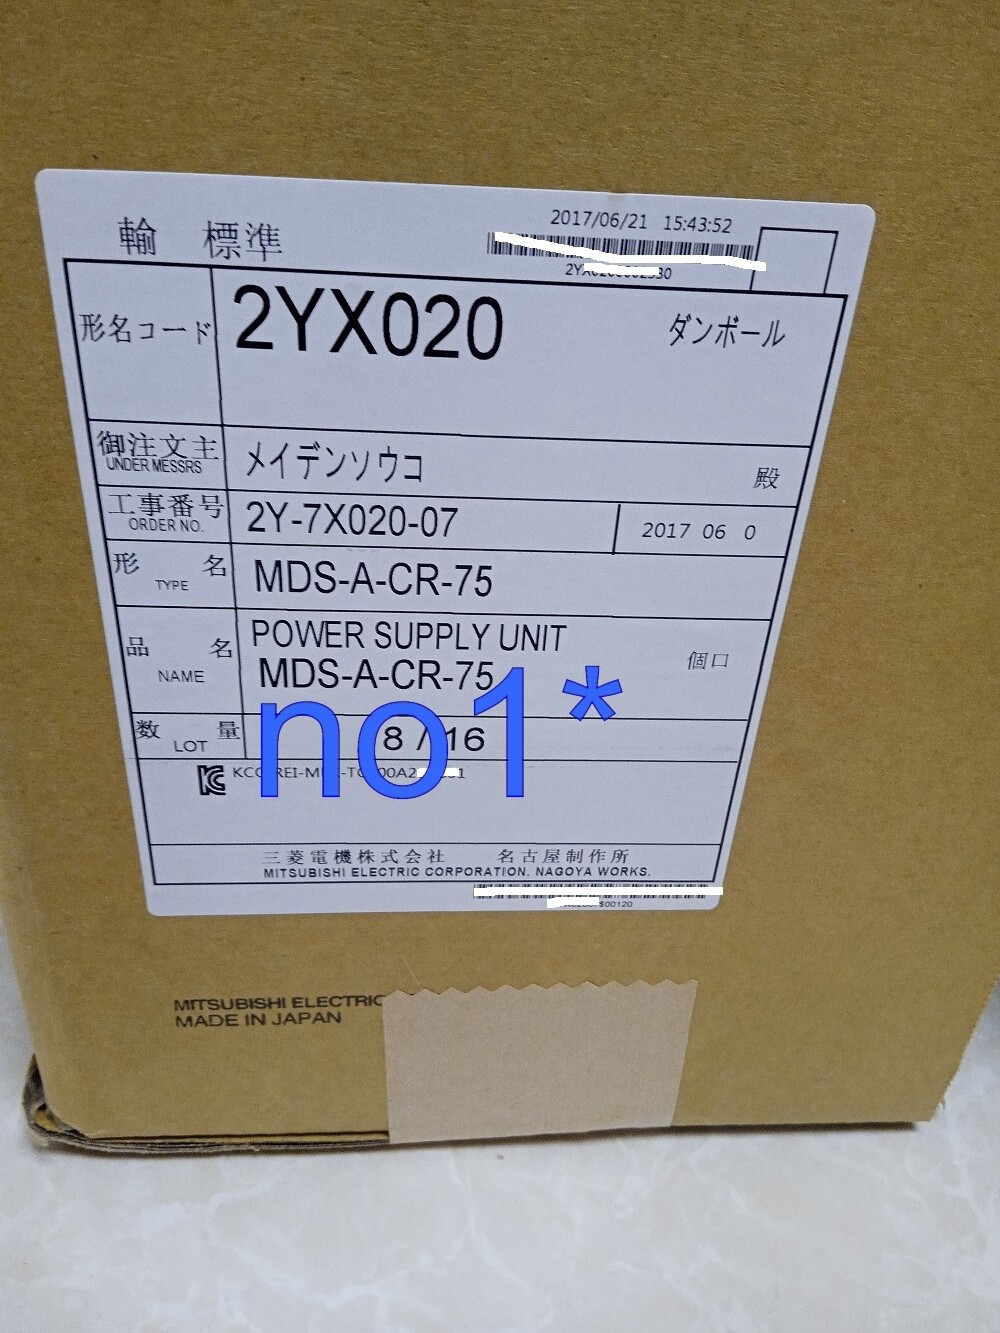 2017/06/21 15:43:52
輸 標準
形名コード 2YX020 ダンボール
御注文主 メイデンソウコ 殿
UNDER MESSRS
工事番号 2Y-7X020-07 2017 06 0
ORDER NO.
形名 MDS-A-CR-75
TYPE
品名 POWER SUPPLY UNIT 個口
NAME MDS-A-CR-75
no1*
数量 8 / 16
LOT
三菱電機株式会社 名古屋制作所
MITSUBISHI ELECTRIC CORPORATION. NAGOYA WORKS.
MITSUBISHI ELECTRIC
MADE IN JAPAN